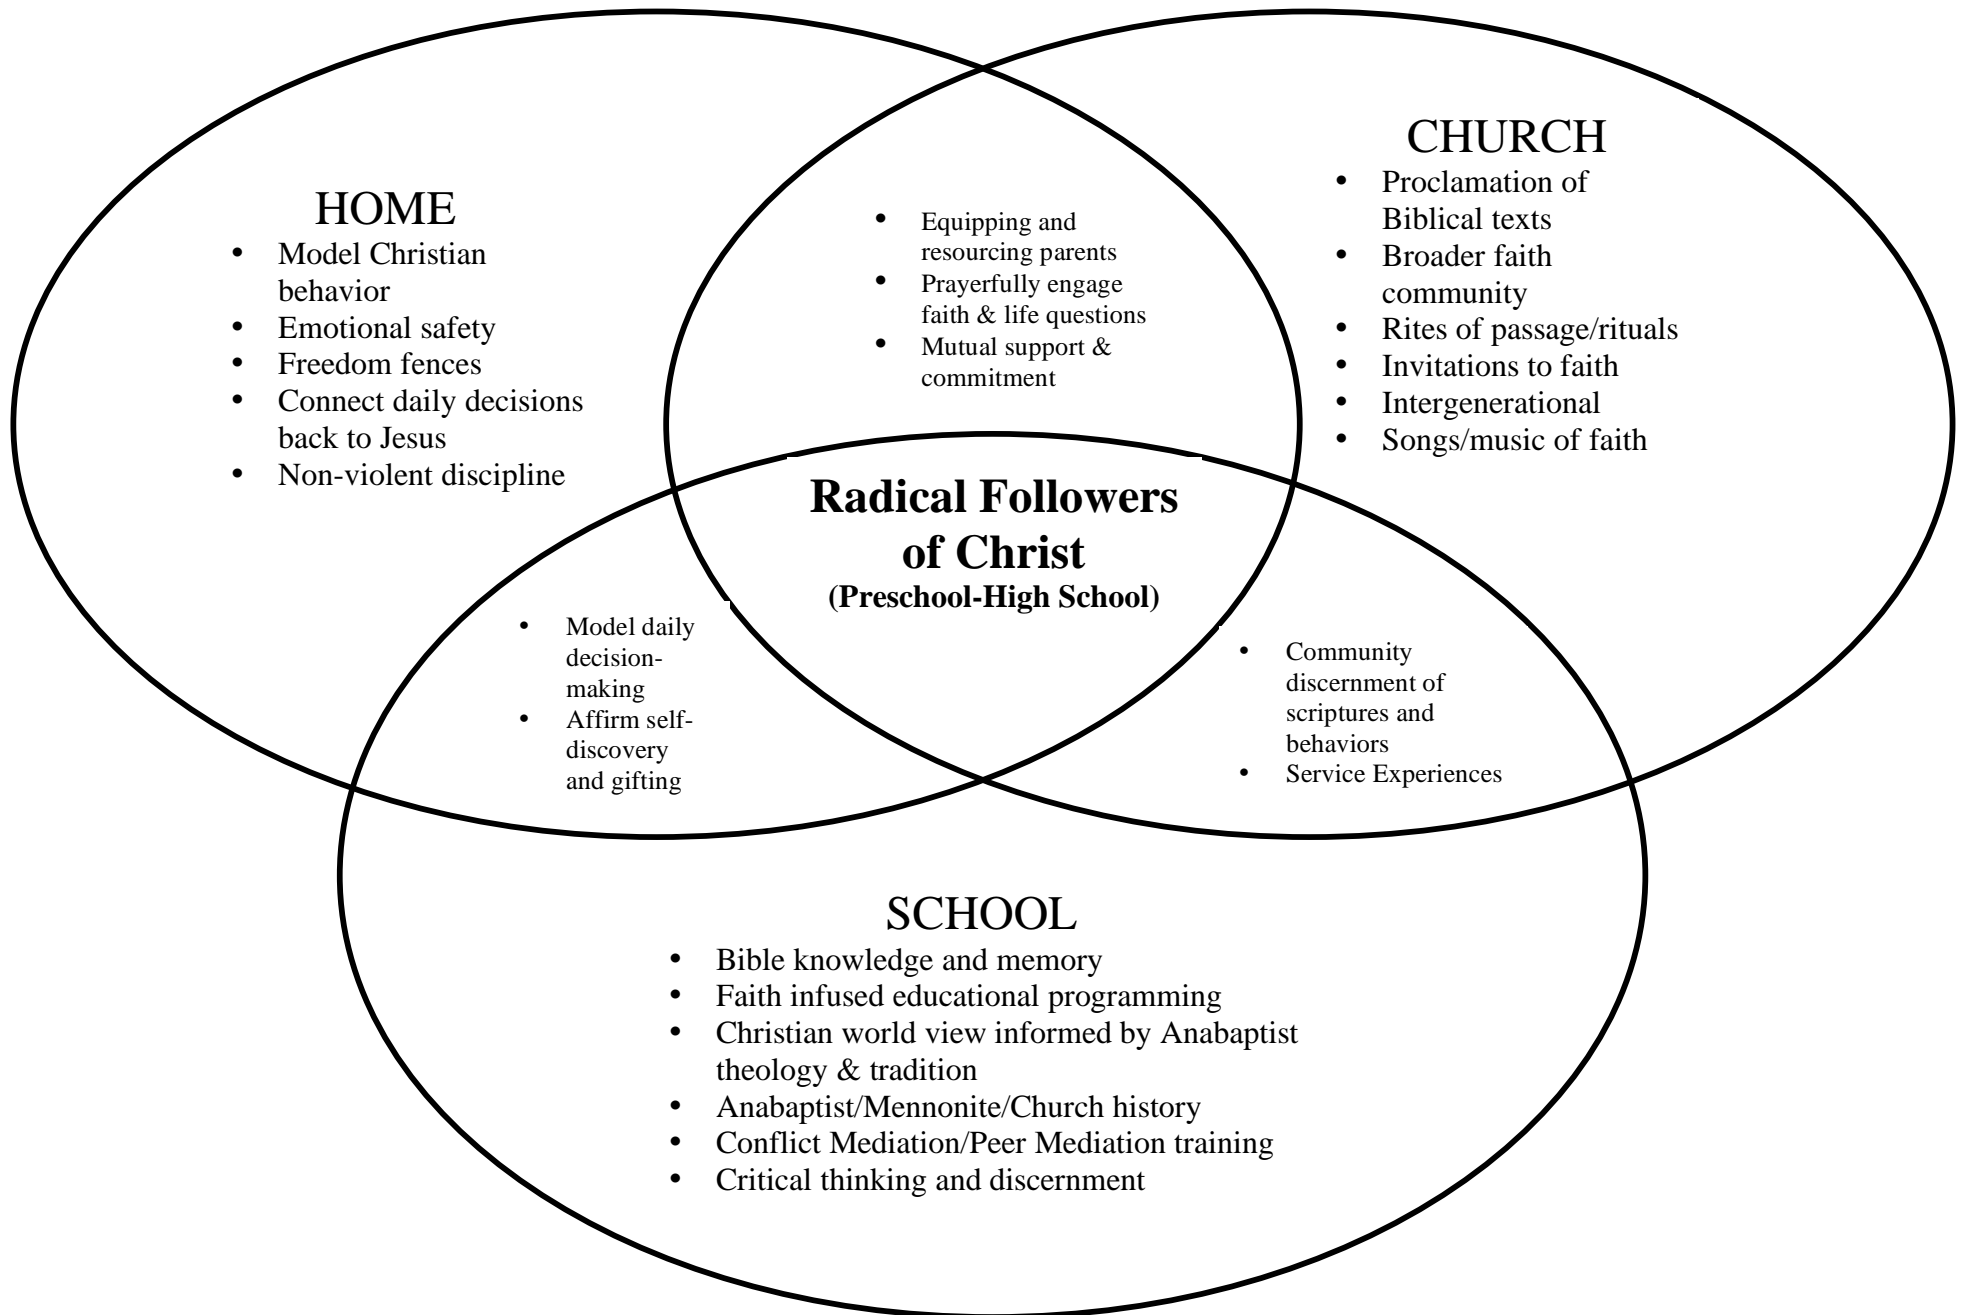 HOME
• Model Christian
behavior
• Emotional safety
• Freedom fences
• Connect daily decisions
back to Jesus
• Non-violent discipline
• Equipping and
resourcing parents
• Prayerfully engage
faith & life questions
• Mutual support &
commitment
CHURCH
• Proclamation of
Biblical texts
• Broader faith
community
• Rites of passage/rituals
• Invitations to faith
• Intergenerational
• Songs/music of faith
Radical Followers
of Christ
(Preschool-High School)
• Model daily
decision-
making
• Affirm self-
discovery
and gifting
• Community
discernment of
scriptures and
behaviors
• Service Experiences
SCHOOL
• Bible knowledge and memory
• Faith infused educational programming
• Christian world view informed by Anabaptist
theology & tradition
• Anabaptist/Mennonite/Church history
• Conflict Mediation/Peer Mediation training
• Critical thinking and discernment